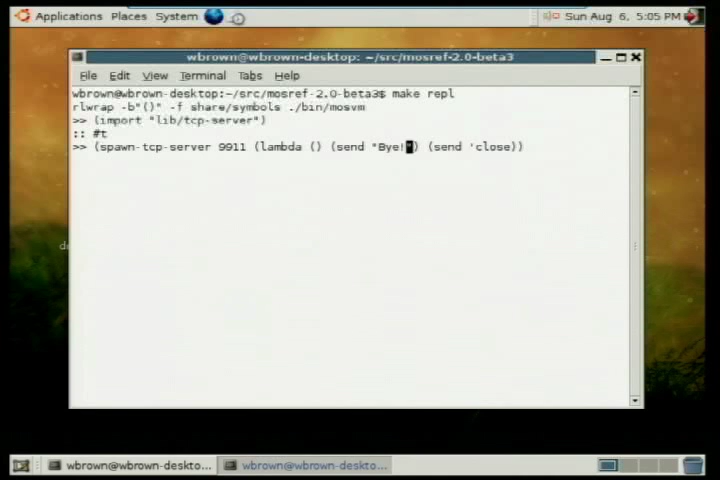 Applications Places System
Sun Aug 6, 5:05 PM
wbrown@wbrown-desktop: ~/src/mosref-2.0-beta3
File Edit View Terminal Tabs Help
wbrown@wbrown-desktop:~/src/mosref-2.0-beta3$ make repl
rlwrap -b"()" -f share/symbols ./bin/mosvm
>> (import "lib/tcp-server")
:: #t
>> (spawn-tcp-server 9911 (lambda () (send "Bye!") (send 'close))
wbrown@wbrown-deskto...
wbrown@wbrown-deskto...